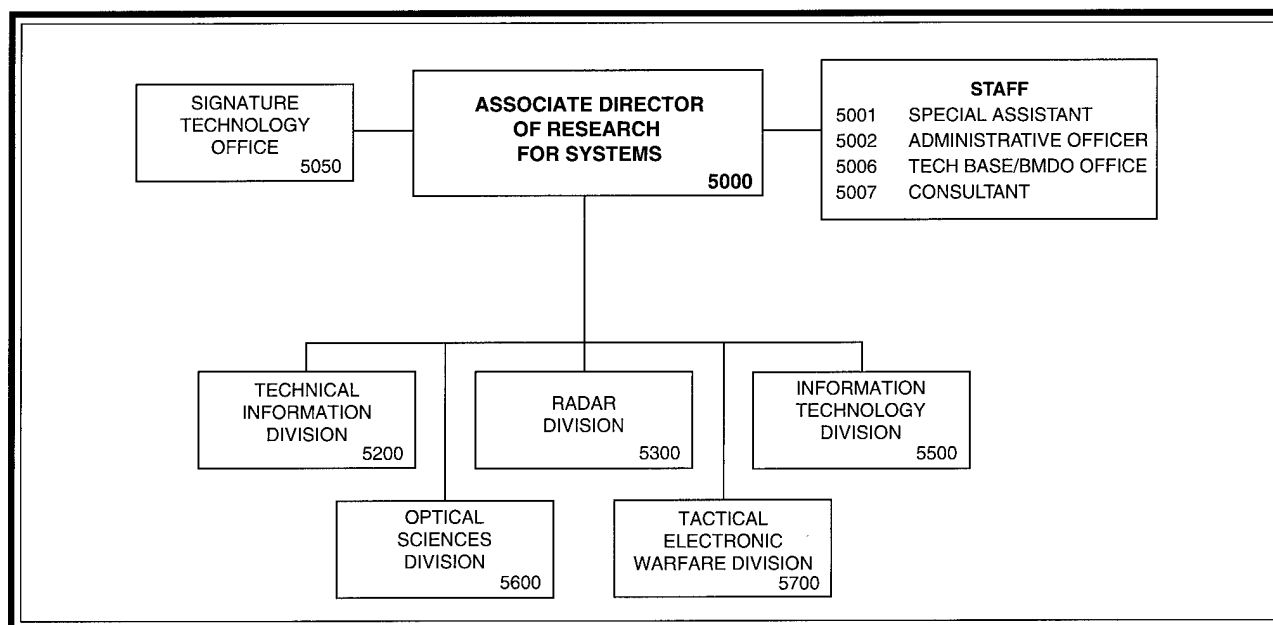 SIGNATURE
TECHNOLOGY
OFFICE
5050
ASSOCIATE DIRECTOR
OF RESEARCH
FOR SYSTEMS
5000
STAFF
5001 SPECIAL ASSISTANT
5002 ADMINISTRATIVE OFFICER
5006 TECH BASE/BMDO OFFICE
5007 CONSULTANT
TECHNICAL
INFORMATION
DIVISION
5200
RADAR
DIVISION
5300
INFORMATION
TECHNOLOGY
DIVISION
5500
OPTICAL
SCIENCES
DIVISION
5600
TACTICAL
ELECTRONIC
WARFARE DIVISION
5700